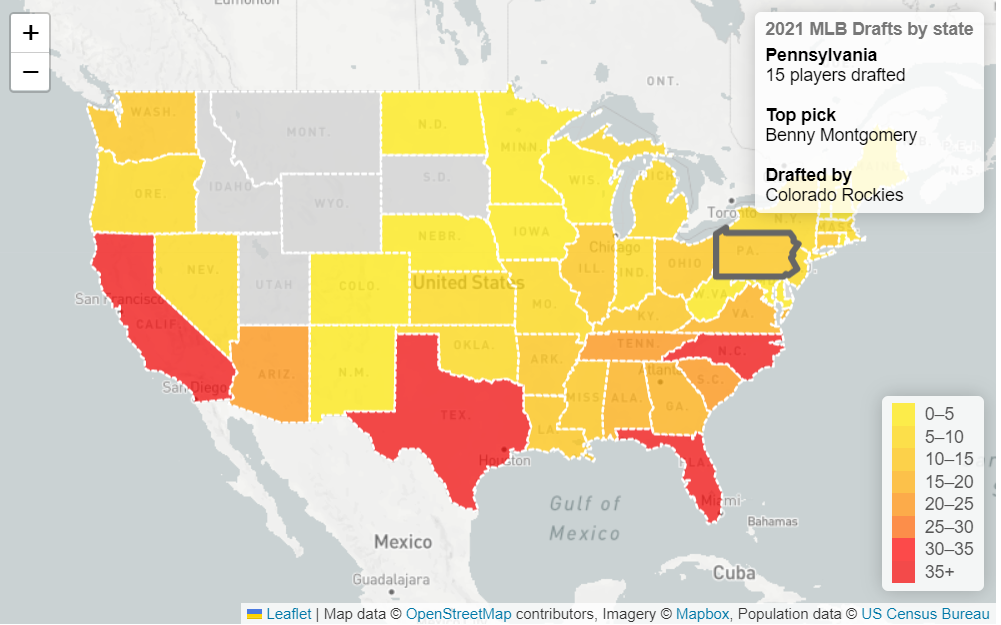 Edmonton
+
−
2021 MLB Drafts by state
Pennsylvania
15 players drafted
Top pick
Benny Montgomery
Drafted by
Colorado Rockies
ONT.
N.S.
WASH.
MONT.
N.D.
MINN.
ORE.
IDAHO
WYO.
S.D.
WIS.
MICH.
Toronto
N.Y.
MASS.
NEV.
UTAH
COLO.
NEBR.
IOWA
Chicago
ILL.
IND.
OHIO
PA.
United States
San Francisco
CALIF.
MO.
KY.
W.VA.
VA.
San Diego
ARIZ.
N.M.
OKLA.
ARK.
TENN.
N.C.
Atlanta
S.C.
MISS.
ALA.
GA.
TEX.
LA.
Houston
FLA.
Miami
Gulf of
Mexico
Bahamas
Mexico
Cuba
Guadalajara
0–5
5–10
10–15
15–20
20–25
25–30
30–35
35+
Leaflet | Map data © OpenStreetMap contributors, Imagery © Mapbox, Population data © US Census Bureau